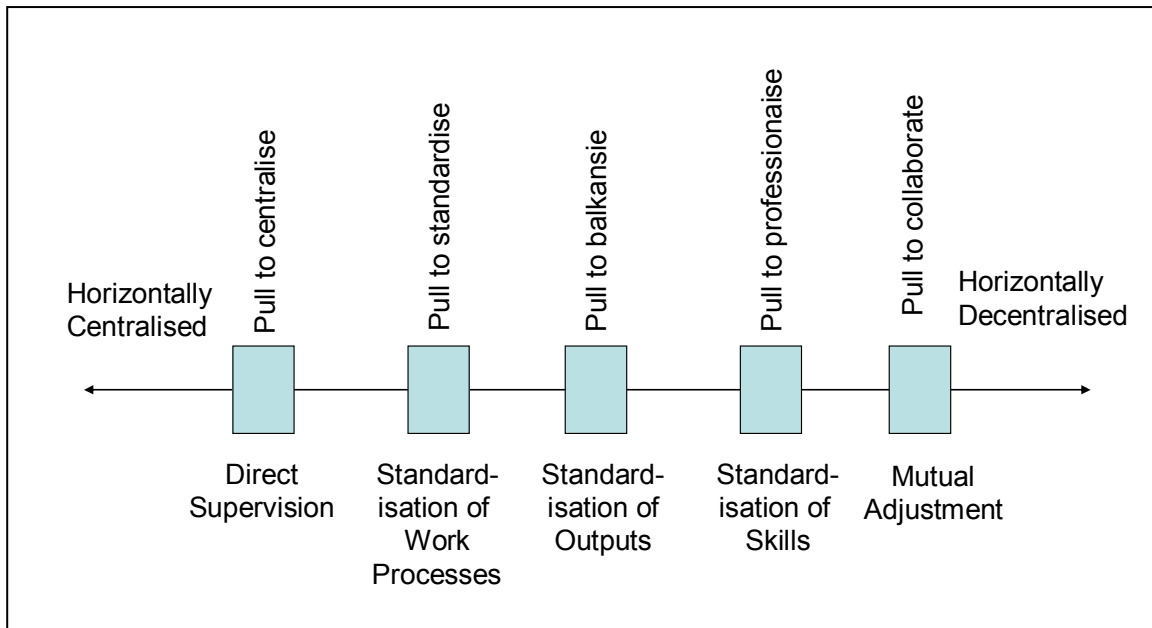 Horizontally
Centralised
Pull to centralise
Pull to standardise
Pull to balkansie
Pull to professionaise
Pull to collaborate
Horizontally
Decentralised
Direct
Supervision
Standard-
isation of
Work
Processes
Standard-
isation of
Outputs
Standard-
isation of
Skills
Mutual
Adjustment